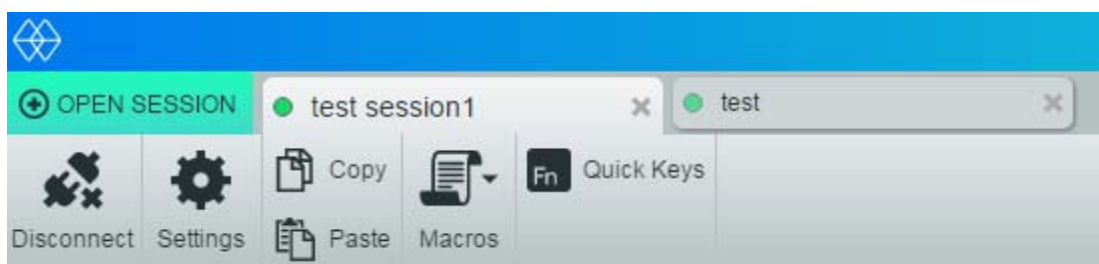 OPEN SESSION
test session1
test
Copy
Fn Quick Keys
Disconnect Settings Paste Macros